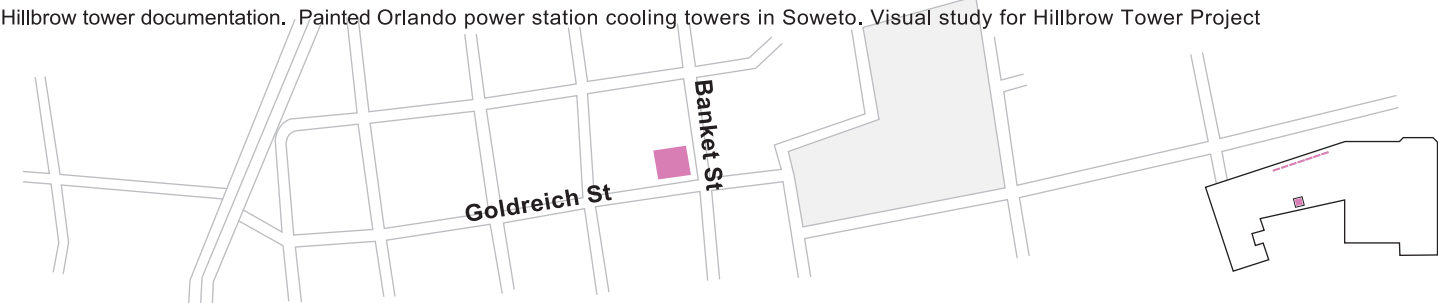 Hillbrow tower documentation. Painted Orlando power station cooling towers in Soweto. Visual study for Hillbrow Tower Project
Banket St
Goldreich St